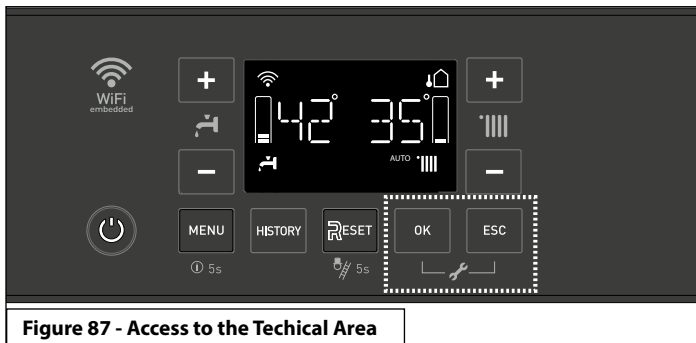 WiFi
embedded
+
+
42°
35°
AUTO
−
−
MENU
HISTORY
RESET
OK
ESC
5s
5s
Figure 87 - Access to the Techical Area